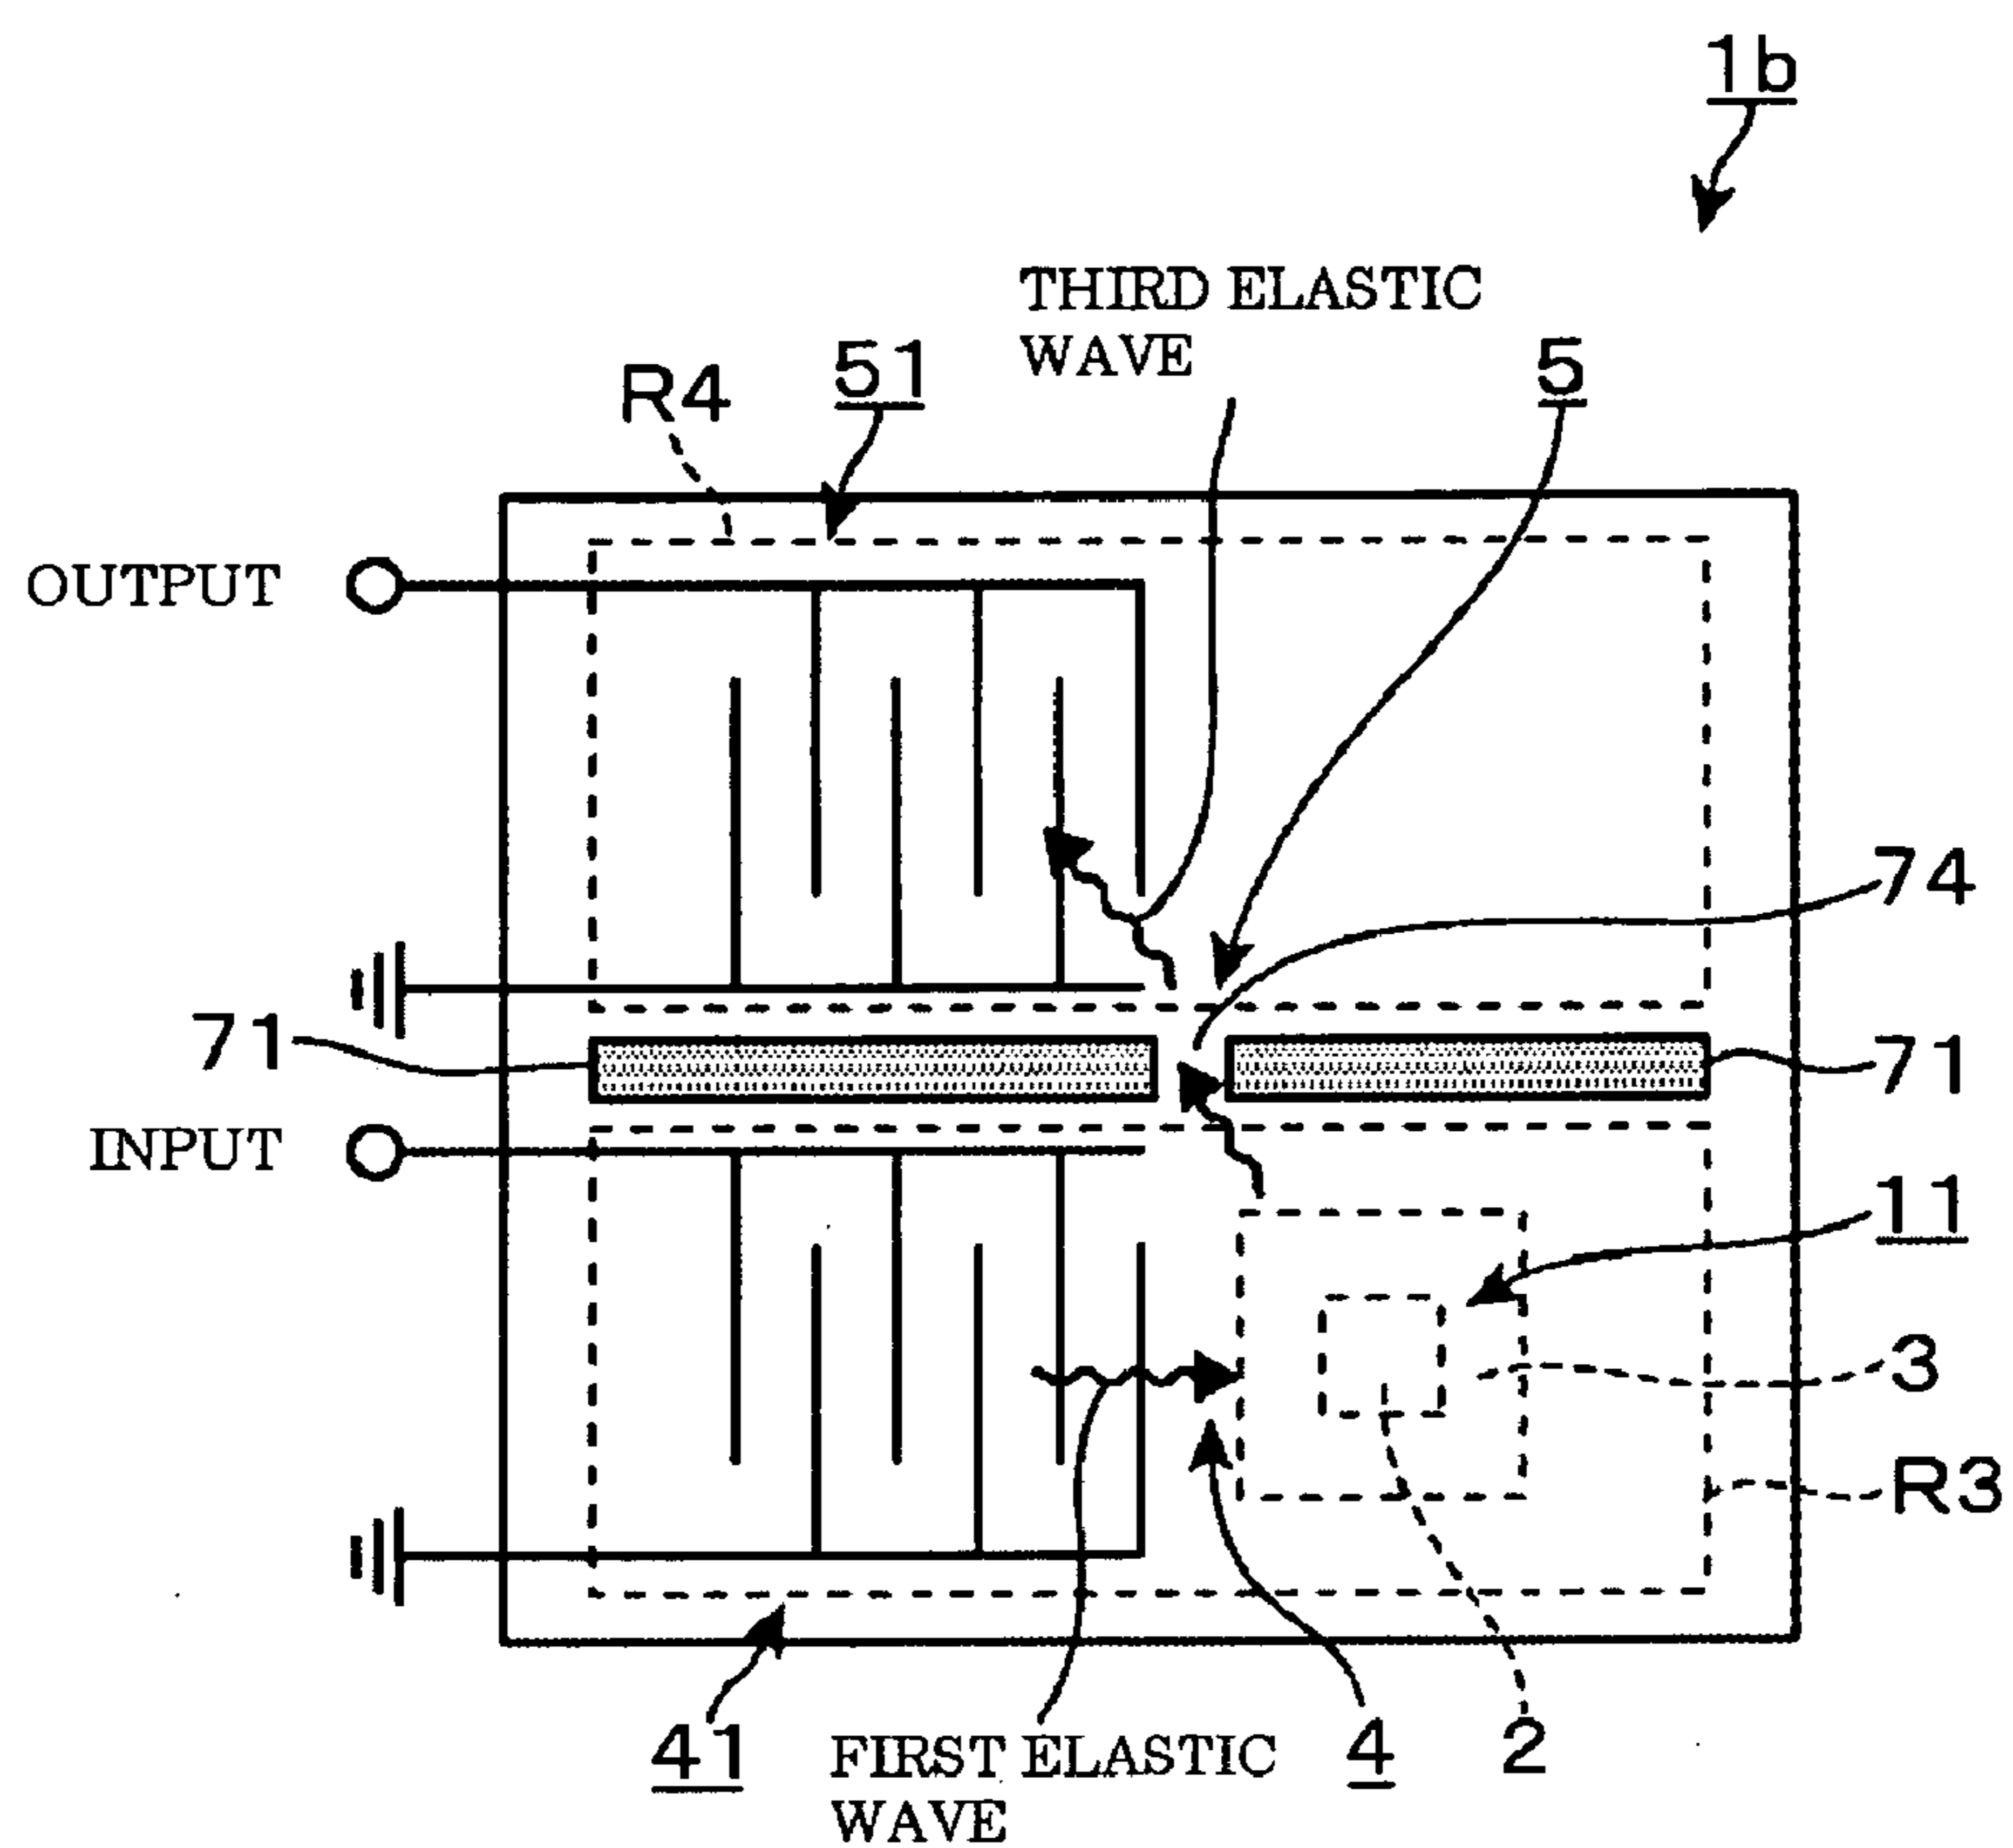 1b
THIRD ELASTIC
WAVE
R4
51
5
OUTPUT
74
71
71
INPUT
11
3
R3
41
FIRST ELASTIC
WAVE
4
2